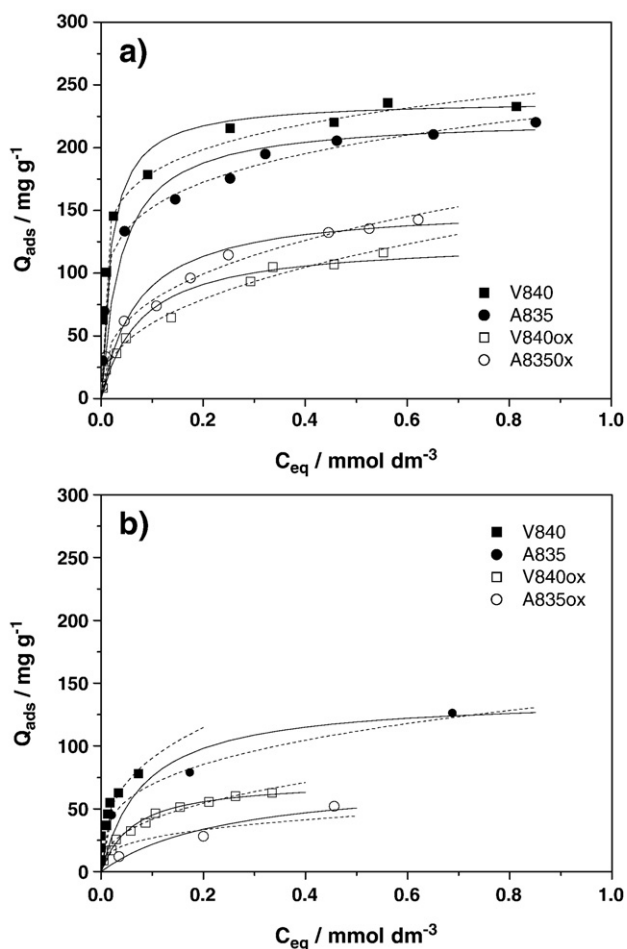 a)
300
250
200
150
100
50
0
Q_ads / mg g⁻¹
V840
A835
V840ox
A8350x
0.0 0.2 0.4 0.6 0.8 1.0
C_eq / mmol dm⁻³
b)
300
250
200
150
100
50
0
Q_ads / mg g⁻¹
V840
A835
V840ox
A835ox
0.0 0.2 0.4 0.6 0.8 1.0
C_eq / mmol dm⁻³